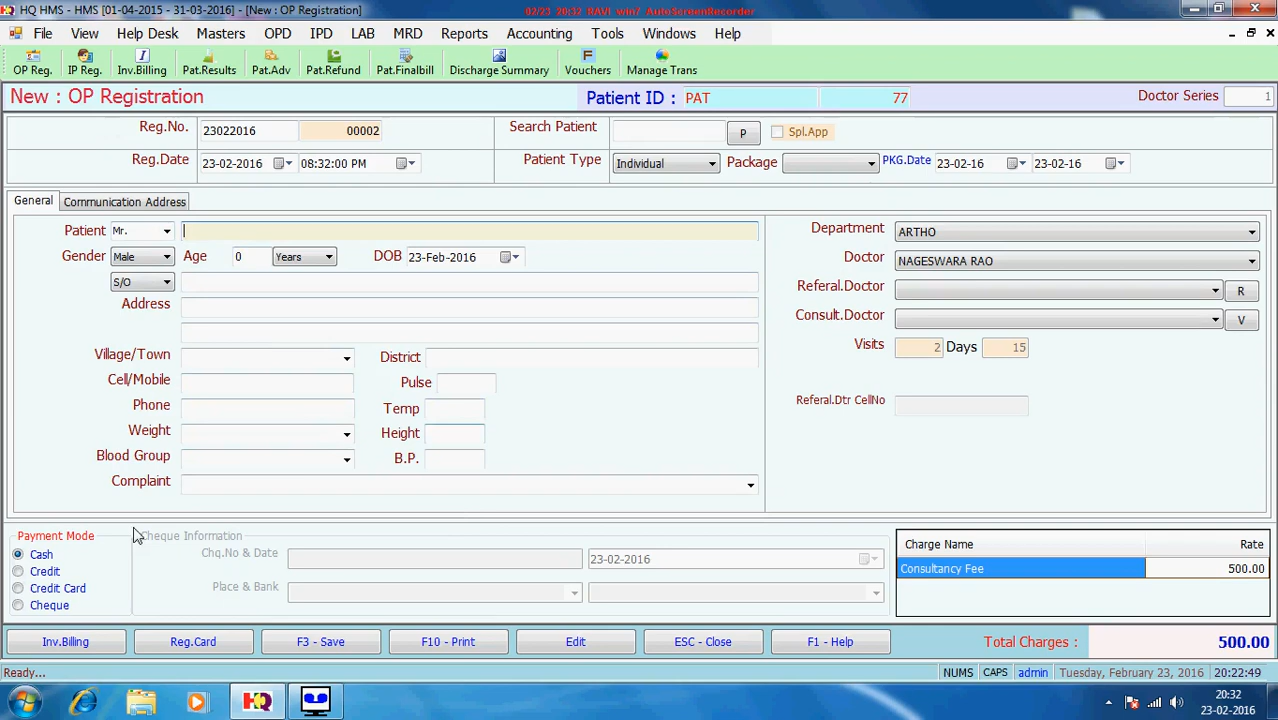 HQ HMS - HMS [01-04-2015 - 31-03-2016] - [New : OP Registration]
02/23 20:32 RAVI_win7 AutoScreenRecorder
File View Help Desk Masters OPD IPD LAB MRD Reports Accounting Tools Windows Help
OP Reg. IP Reg. Inv.Billing Pat.Results Pat.Adv Pat.Refund Pat.Finalbill Discharge Summary Vouchers Manage Trans
New : OP Registration Patient ID : PAT 77 Doctor Series 1
Reg.No. 23022016 00002 Search Patient P Spl.App
Reg.Date 23-02-2016 08:32:00 PM Patient Type Individual Package PKG.Date 23-02-16 23-02-16
General Communication Address
Patient Mr. Department ARTHO
Gender Male Age 0 Years DOB 23-Feb-2016 Doctor NAGESWARA RAO
S/O Referal.Doctor R
Address Consult.Doctor V
Visits 2 Days 15
Village/Town District
Cell/Mobile Pulse
Phone Temp Referal.Dtr CellNo
Weight Height
Blood Group B.P.
Complaint
Payment Mode Cheque Information Charge Name Rate
Cash Chq.No & Date 23-02-2016 Consultancy Fee 500.00
Credit
Credit Card Place & Bank
Cheque
Inv.Billing Reg.Card F3 - Save F10 - Print Edit ESC - Close F1 - Help Total Charges : 500.00
Ready... NUMS CAPS admin Tuesday, February 23, 2016 20:22:49
HQ 20:32
23-02-2016